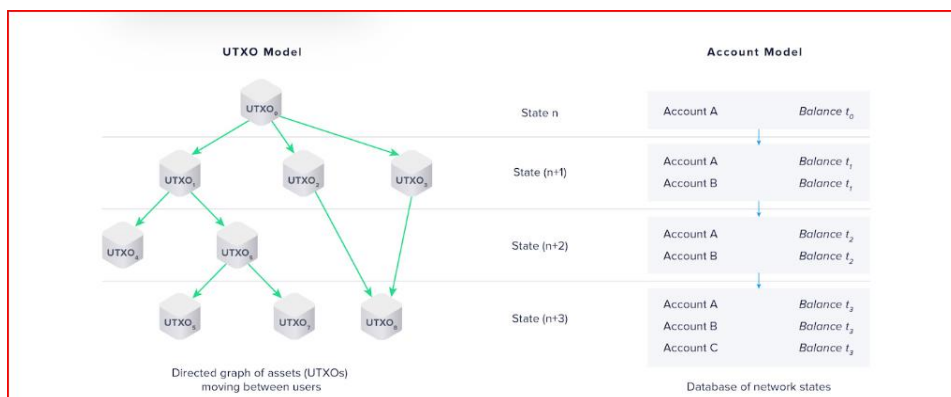 UTXO Model
Account Model
UTXO₀
State n
Account A Balance t₀
UTXO₁ UTXO₂ UTXO₃
State (n+1)
Account A Balance t₁
Account B Balance t₁
UTXO₄ UTXO₅
State (n+2)
Account A Balance t₂
Account B Balance t₂
UTXO₅ UTXO₇ UTXO₈
State (n+3)
Account A Balance t₃
Account B Balance t₃
Account C Balance t₃
Directed graph of assets (UTXOs)
moving between users
Database of network states